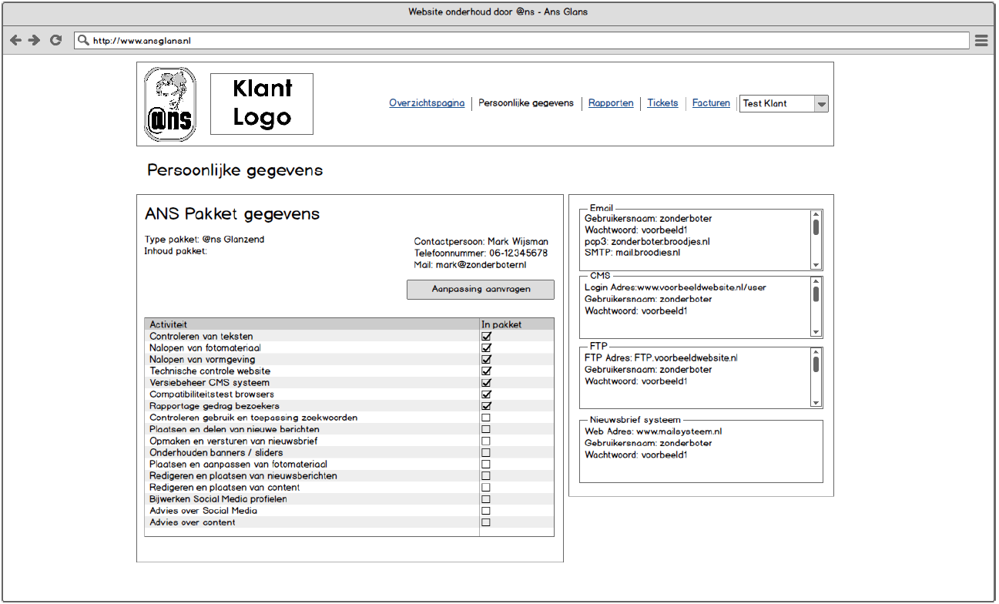 Website onderhoud door @ns - Ans Glans
http://www.ansglans.nl
@ns
Klant
Logo
Overzichtspagina
Persoonlijke gegevens
Rapporten
Tickets
Facturen
Test Klant
Persoonlijke gegevens
ANS Pakket gegevens
Type pakket: @ns Glanzend
Inhoud pakket:
Contactpersoon: Mark Wijsman
Telefoonnummer: 06-12345678
Mail: mark@zonderboter.nl
Aanpassing aanvragen
Activiteit In pakket
Controleren van teksten
Nalopen van fotomateriaal
Nalopen van vormgeving
Technische controle website
Versiebeheer CMS systeem
Compatibiliteitstest browsers
Rapportage gedrag bezoekers
Controleren gebruik en toepassing zoekwoorden
Plaatsen en delen van nieuwe berichten
Opmaken en versturen van nieuwsbrief
Onderhouden banners / sliders
Plaatsen en aanpassen van fotomateriaal
Redigeren en plaatsen van nieuwsberichten
Redigeren en plaatsen van content
Bijwerken Social Media profielen
Advies over Social Media
Advies over content
Email
Gebruikersnaam: zonderboter
Wachtwoord: voorbeeld1
pop3: zonderboter.broodjes.nl
SMTP: mail.broodjes.nl
CMS
Login Adres:www.voorbeeldwebsite.nl/user
Gebruikersnaam: zonderboter
Wachtwoord: voorbeeld1
FTP
FTP Adres: FTP.voorbeeldwebsite.nl
Gebruikersnaam: zonderboter
Wachtwoord: voorbeeld1
Nieuwsbrief systeem
Web Adres: www.mailsysteem.nl
Gebruikersnaam: zonderboter
Wachtwoord: voorbeeld1